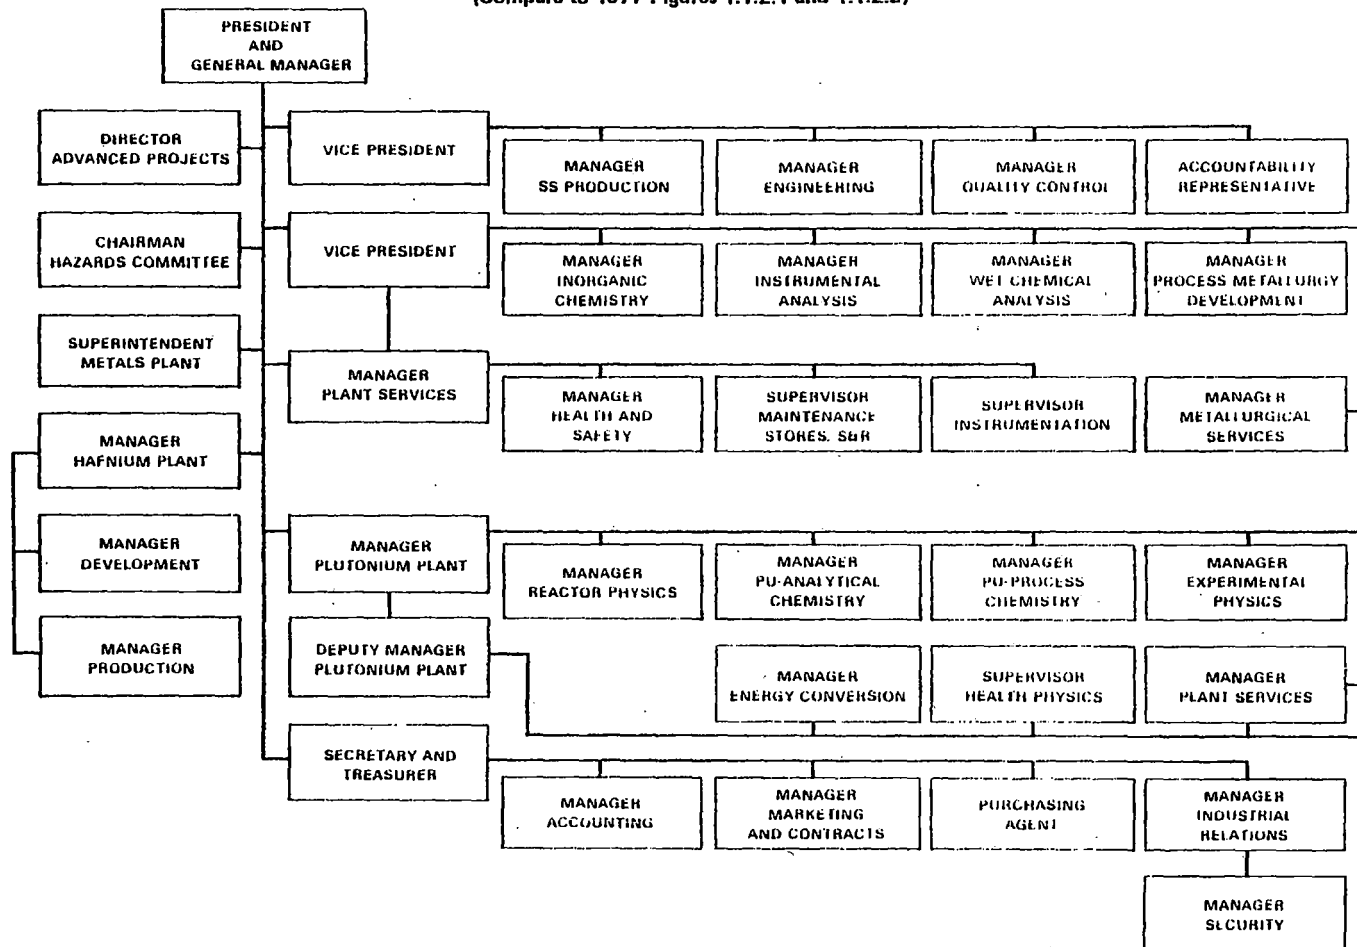 PRESIDENT
AND
GENERAL MANAGER
DIRECTOR
ADVANCED PROJECTS
VICE PRESIDENT
MANAGER
SS PRODUCTION
MANAGER
ENGINEERING
MANAGER
QUALITY CONTROL
ACCOUNTABILITY
REPRESENTATIVE
CHAIRMAN
HAZARDS COMMITTEE
VICE PRESIDENT
MANAGER
INORGANIC
CHEMISTRY
MANAGER
INSTRUMENTAL
ANALYSIS
MANAGER
WET CHEMICAL
ANALYSIS
MANAGER
PROCESS METALLURGY
DEVELOPMENT
SUPERINTENDENT
METALS PLANT
MANAGER
PLANT SERVICES
MANAGER
HEALTH AND
SAFETY
SUPERVISOR
MAINTENANCE
STORES, S&R
SUPERVISOR
INSTRUMENTATION
MANAGER
METALLURGICAL
SERVICES
MANAGER
HAFNIUM PLANT
MANAGER
DEVELOPMENT
MANAGER
PLUTONIUM PLANT
MANAGER
REACTOR PHYSICS
MANAGER
PU-ANALYTICAL
CHEMISTRY
MANAGER
PU-PROCESS
CHEMISTRY
MANAGER
EXPERIMENTAL
PHYSICS
MANAGER
PRODUCTION
DEPUTY MANAGER
PLUTONIUM PLANT
MANAGER
ENERGY CONVERSION
SUPERVISOR
HEALTH PHYSICS
MANAGER
PLANT SERVICES
SECRETARY AND
TREASURER
MANAGER
ACCOUNTING
MANAGER
MARKETING
AND CONTRACTS
PURCHASING
AGENT
MANAGER
INDUSTRIAL
RELATIONS
MANAGER
SECURITY